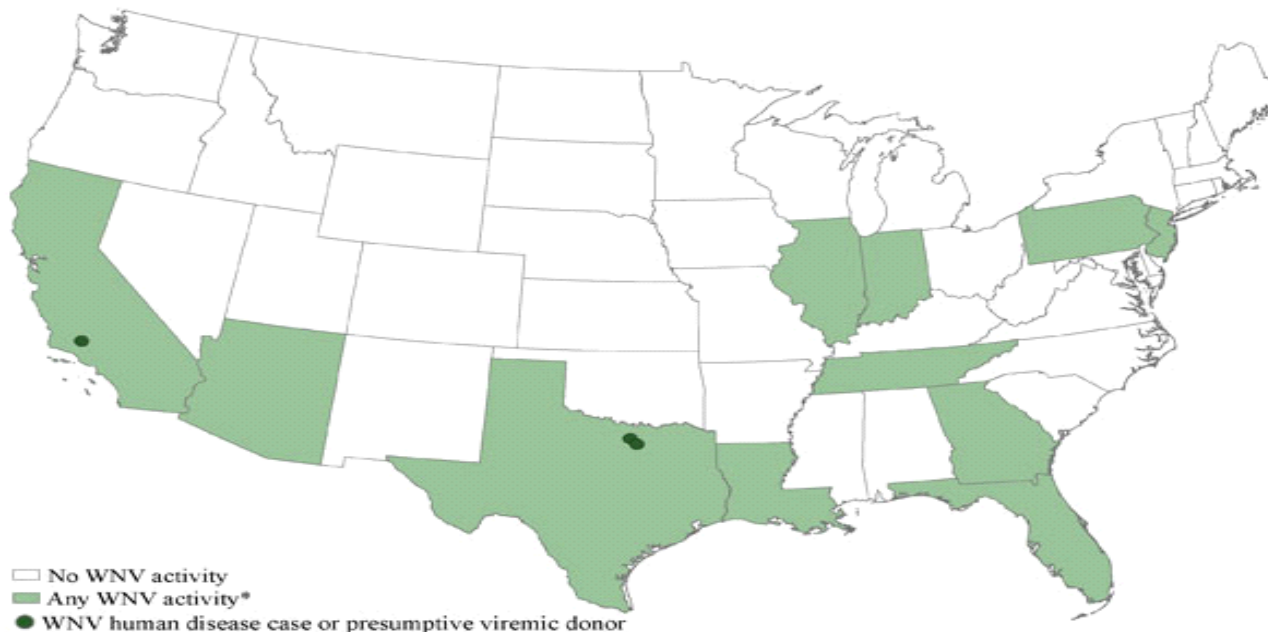 No WNV activity
Any WNV activity*
WNV human disease case or presumptive viremic donor